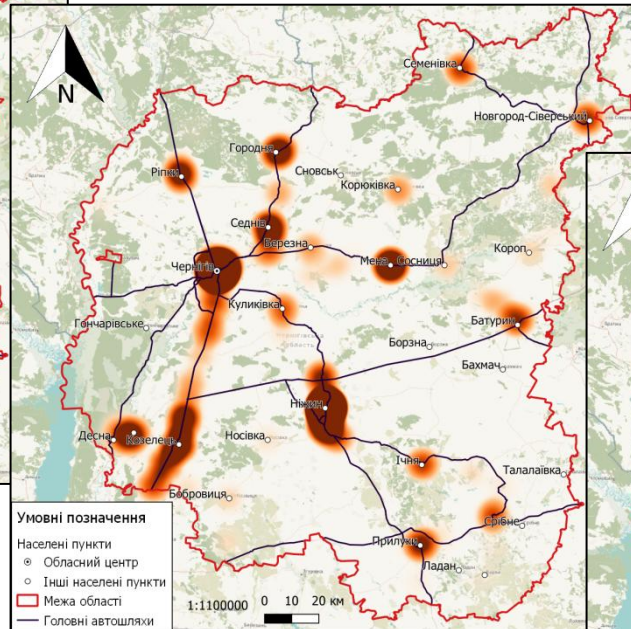 N
Семенівка
Новгород-Сіверський
Городня
Сновськ
Ріпки
Корюківка
Седнів
Березна
Мена
Сосниця
Короп
Чернігів
Куликівка
Гончарівське
Батурин
Борзна
Бахмач
Ніжин
Десна
Козелець
Носівка
Ічня
Талалаївка
Бобровиця
Срібне
Прилуки
Ладан
Умовні позначення
Населені пункти
Обласний центр
Інші населені пункти
Межа області
Головні автошляхи
1:1100000 0 10 20 км